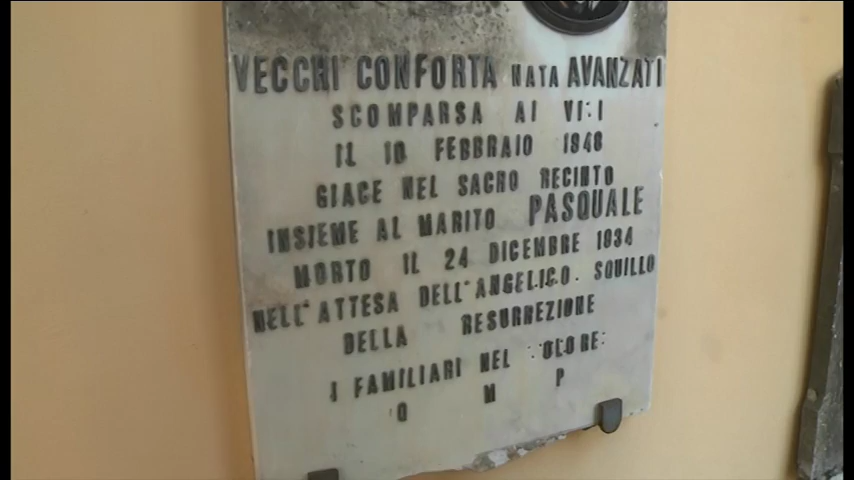 VECCHI CONFORTA NATA AVANZATI
SCOMPARSA AI VI:I
IL 10 FEBBRAIO 1948
GIACE NEL SACRO RECINTO
INSIEME AL MARITO PASQUALE
MORTO IL 24 DICEMBRE 1934
NELL'ATTESA DELL'ANGELICO SQUILLO
DELLA RESURREZIONE
I FAMILIARI NEL OLORE
Q M P